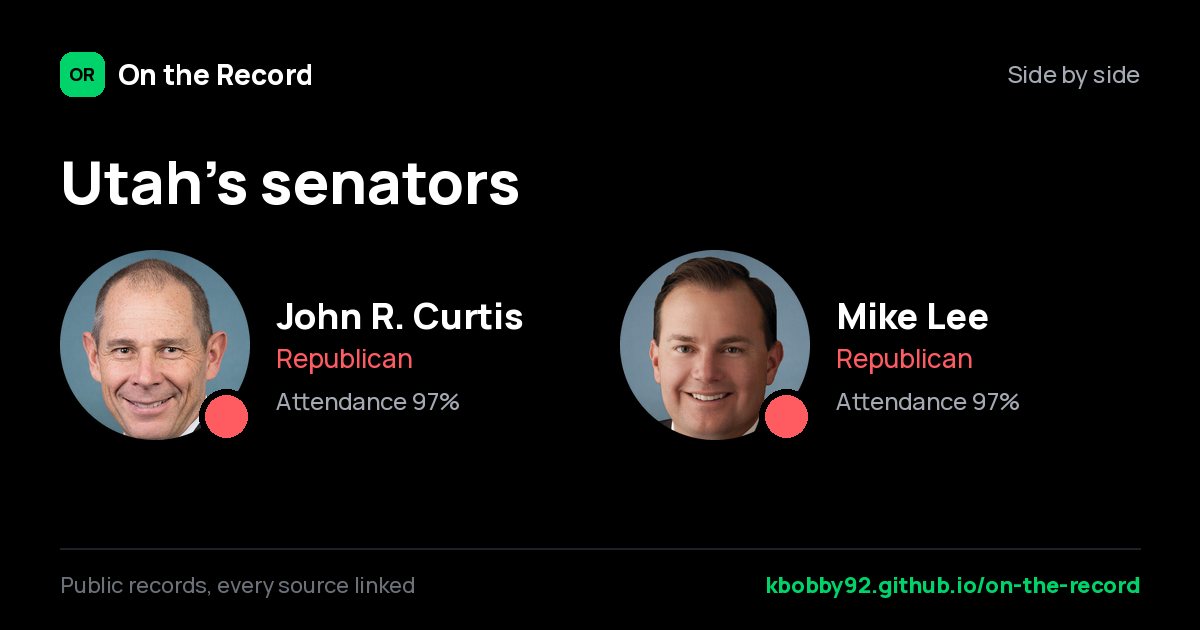 OR On the Record
Side by side
Utah’s senators
John R. Curtis
Republican
Attendance 97%
Mike Lee
Republican
Attendance 97%
Public records, every source linked
kbobby92.github.io/on-the-record